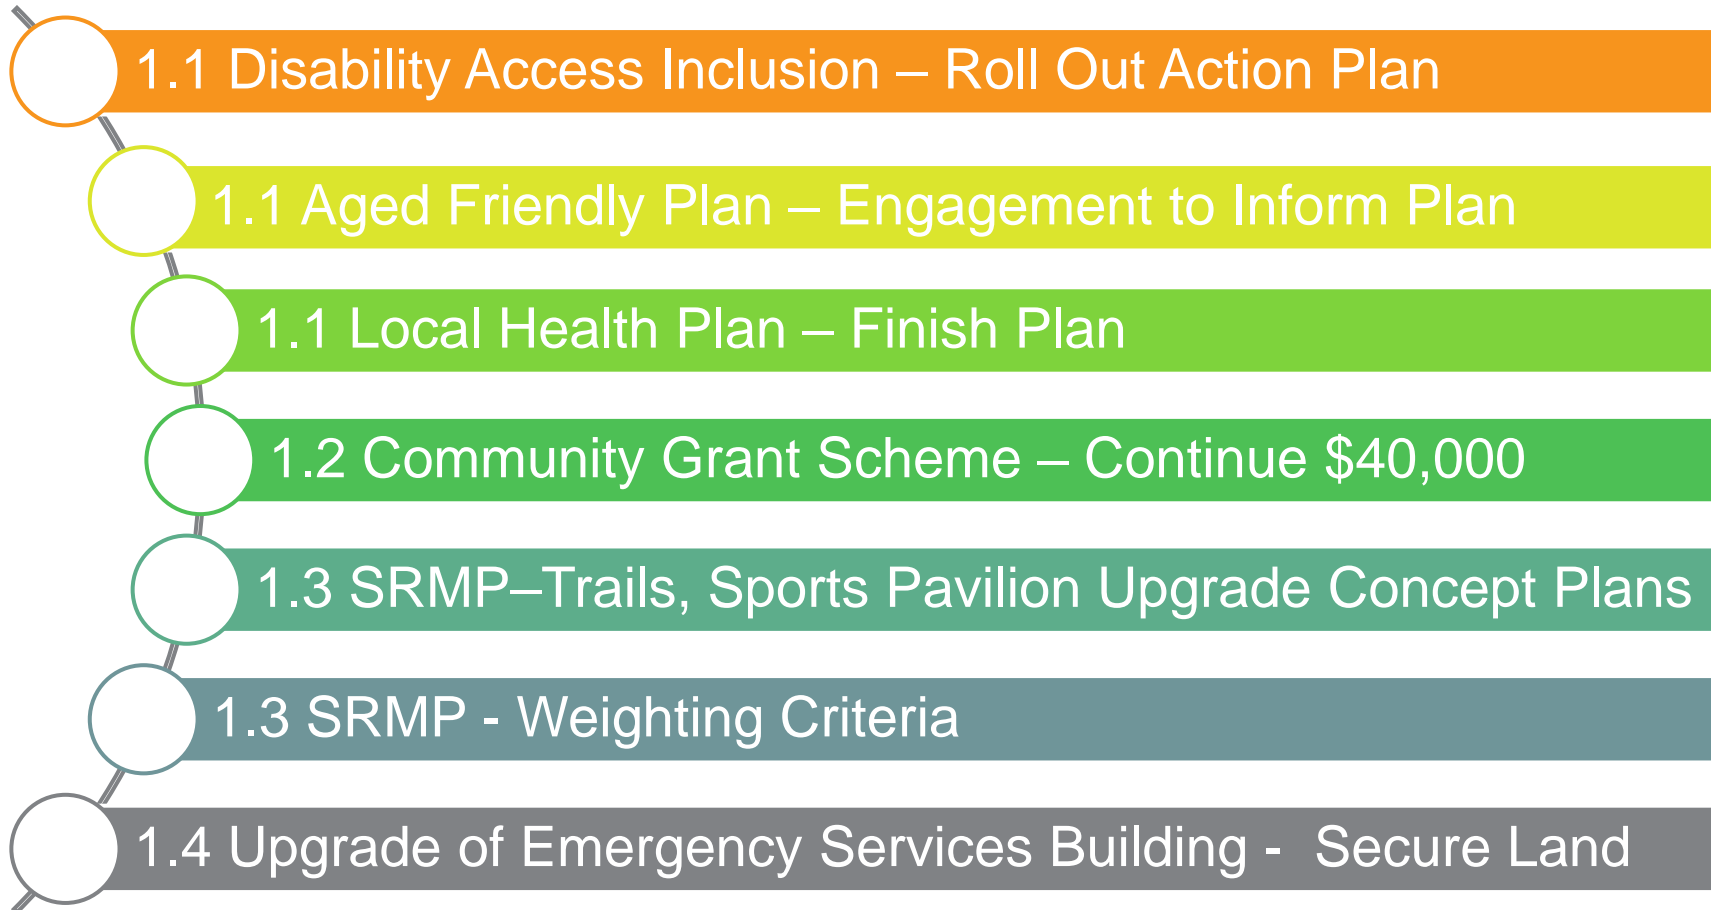 1.1 Disability Access Inclusion – Roll Out Action Plan
1.1 Aged Friendly Plan – Engagement to Inform Plan
1.1 Local Health Plan – Finish Plan
1.2 Community Grant Scheme – Continue $40,000
1.3 SRMP–Trails, Sports Pavilion Upgrade Concept Plans
1.3 SRMP - Weighting Criteria
1.4 Upgrade of Emergency Services Building -  Secure Land